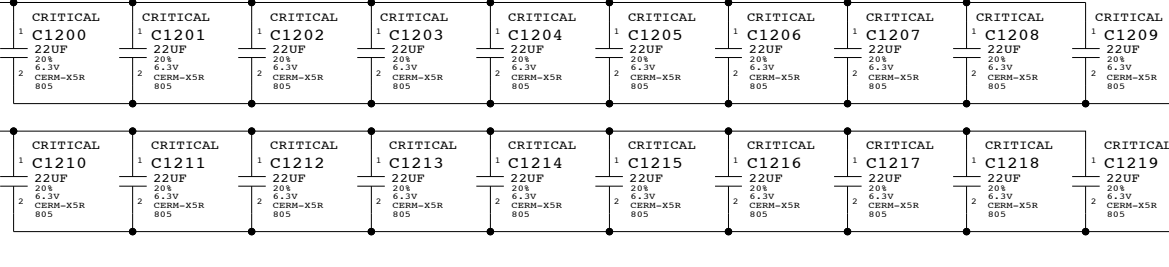 CRITICAL CRITICAL CRITICAL CRITICAL CRITICAL CRITICAL CRITICAL CRITICAL CRITICAL CRITICAL
1 C1200 1 C1201 1 C1202 1 C1203 1 C1204 1 C1205 1 C1206 1 C1207 1 C1208 1 C1209
22UF 22UF 22UF 22UF 22UF 22UF 22UF 22UF 22UF 22UF
20% 20% 20% 20% 20% 20% 20% 20% 20% 20%
2 6.3V 2 6.3V 2 6.3V 2 6.3V 2 6.3V 2 6.3V 2 6.3V 2 6.3V 2 6.3V 2 6.3V
CERM-X5R CERM-X5R CERM-X5R CERM-X5R CERM-X5R CERM-X5R CERM-X5R CERM-X5R CERM-X5R CERM-X5R
805 805 805 805 805 805 805 805 805 805
CRITICAL CRITICAL CRITICAL CRITICAL CRITICAL CRITICAL CRITICAL CRITICAL CRITICAL CRITICAL
1 C1210 1 C1211 1 C1212 1 C1213 1 C1214 1 C1215 1 C1216 1 C1217 1 C1218 1 C1219
22UF 22UF 22UF 22UF 22UF 22UF 22UF 22UF 22UF 22UF
20% 20% 20% 20% 20% 20% 20% 20% 20% 20%
2 6.3V 2 6.3V 2 6.3V 2 6.3V 2 6.3V 2 6.3V 2 6.3V 2 6.3V 2 6.3V 2 6.3V
CERM-X5R CERM-X5R CERM-X5R CERM-X5R CERM-X5R CERM-X5R CERM-X5R CERM-X5R CERM-X5R CERM-X5R
805 805 805 805 805 805 805 805 805 805